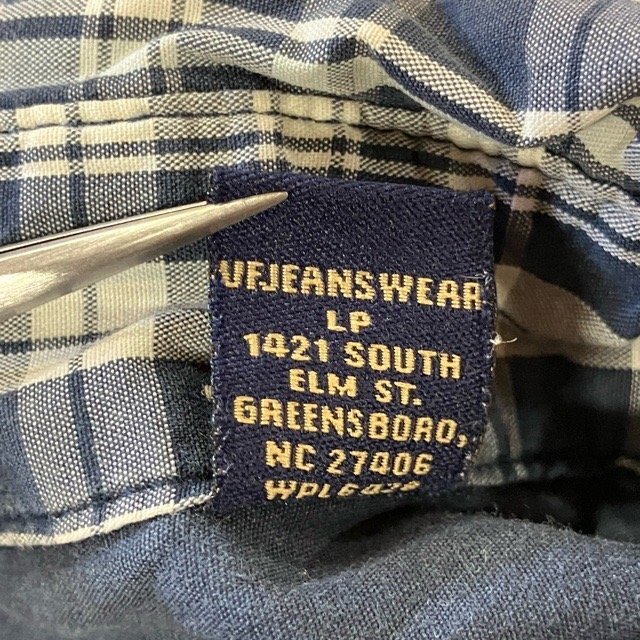 VFJEANSWEAR
LP
1421 SOUTH
ELM ST.
GREENSBORO,
NC 27406